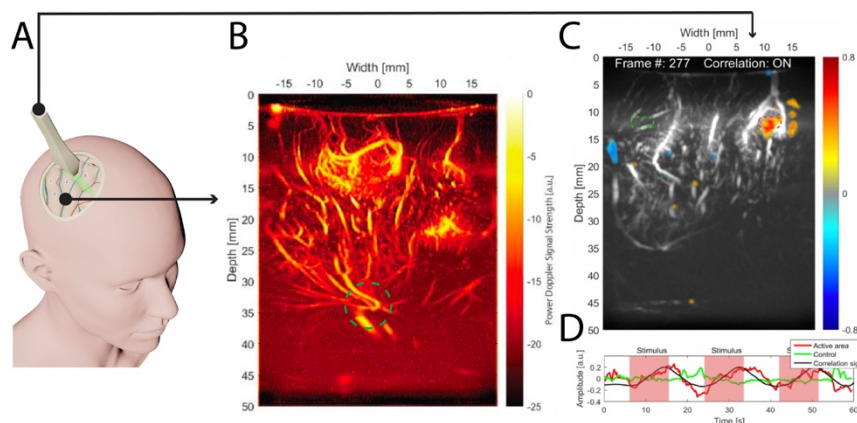 A
B
Width [mm]
-15 -10 -5 0 5 10 15
0
5
10
15
20
25
30
35
40
45
50
Depth [mm]
0
-5
-10
-15
-20
-25
Power Doppler Signal Strength [a.u.]
C
Width [mm]
-15 -10 -5 0 5 10 15
Frame #: 277 Correlation: ON
0
5
10
15
20
25
30
35
40
45
50
Depth [mm]
0.8
0
-0.8
D
Stimulus Stimulus S
Active area
Control
Correlation sig
Amplitude [a.u.]
0.2
0
-0.2
-0.4
0 10 20 30 40 50 60
Time [s]